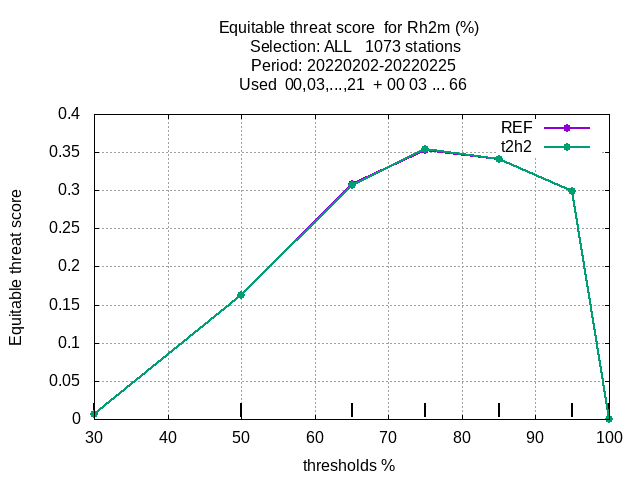 Equitable threat score  for Rh2m (%)
Selection: ALL   1073 stations
Period: 20220202-20220225
Used  00,03,...,21  + 00 03 ... 66
REF
t2h2
0.4
0.35
0.3
0.25
0.2
0.15
0.1
0.05
0
Equitable threat score
30 40 50 60 70 80 90 100
thresholds %